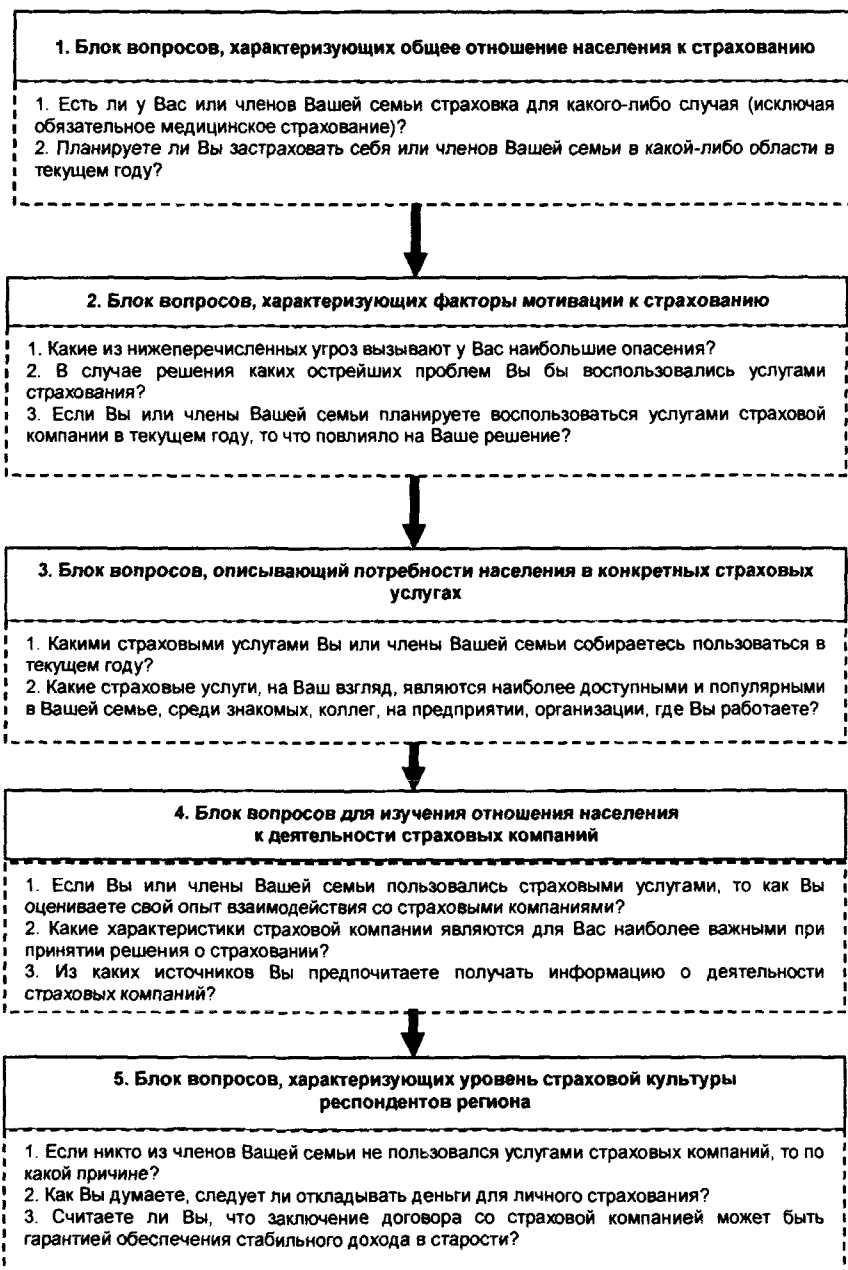 1. Блок вопросов, характеризующих общее отношение населения к страхованию
1. Есть ли у Вас или членов Вашей семьи страховка для какого-либо случая (исключая
обязательное медицинское страхование)?
2. Планируете ли Вы застраховать себя или членов Вашей семьи в какой-либо области в
текущем году?
2. Блок вопросов, характеризующих факторы мотивации к страхованию
1. Какие из нижеперечисленных угроз вызывают у Вас наибольшие опасения?
2. В случае решения каких острейших проблем Вы бы воспользовались услугами
страхования?
3. Если Вы или члены Вашей семьи планируете воспользоваться услугами страховой
компании в текущем году, то что повлияло на Ваше решение?
3. Блок вопросов, описывающий потребности населения в конкретных страховых
услугах
1. Какими страховыми услугами Вы или члены Вашей семьи собираетесь пользоваться в
текущем году?
2. Какие страховые услуги, на Ваш взгляд, являются наиболее доступными и популярными
в Вашей семье, среди знакомых, коллег, на предприятии, организации, где Вы работаете?
4. Блок вопросов для изучения отношения населения
к деятельности страховых компаний
1. Если Вы или члены Вашей семьи пользовались страховыми услугами, то как Вы
оцениваете свой опыт взаимодействия со страховыми компаниями?
2. Какие характеристики страховой компании являются для Вас наиболее важными при
принятии решения о страховании?
3. Из каких источников Вы предпочитаете получать информацию о деятельности
страховых компаний?
5. Блок вопросов, характеризующих уровень страховой культуры
респондентов региона
1. Если никто из членов Вашей семьи не пользовался услугами страховых компаний, то по
какой причине?
2. Как Вы думаете, следует ли откладывать деньги для личного страхования?
3. Считаете ли Вы, что заключение договора со страховой компанией может быть
гарантией обеспечения стабильного дохода в старости?